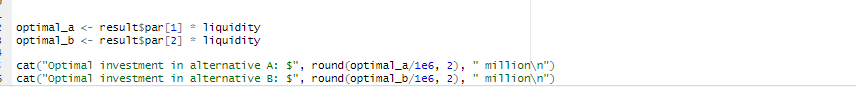 optimal_a <- result$par[1] * liquidity
optimal_b <- result$par[2] * liquidity
cat("Optimal investment in alternative A: $", round(optimal_a/1e6, 2), " million\n")
cat("Optimal investment in alternative B: $", round(optimal_b/1e6, 2), " million\n")